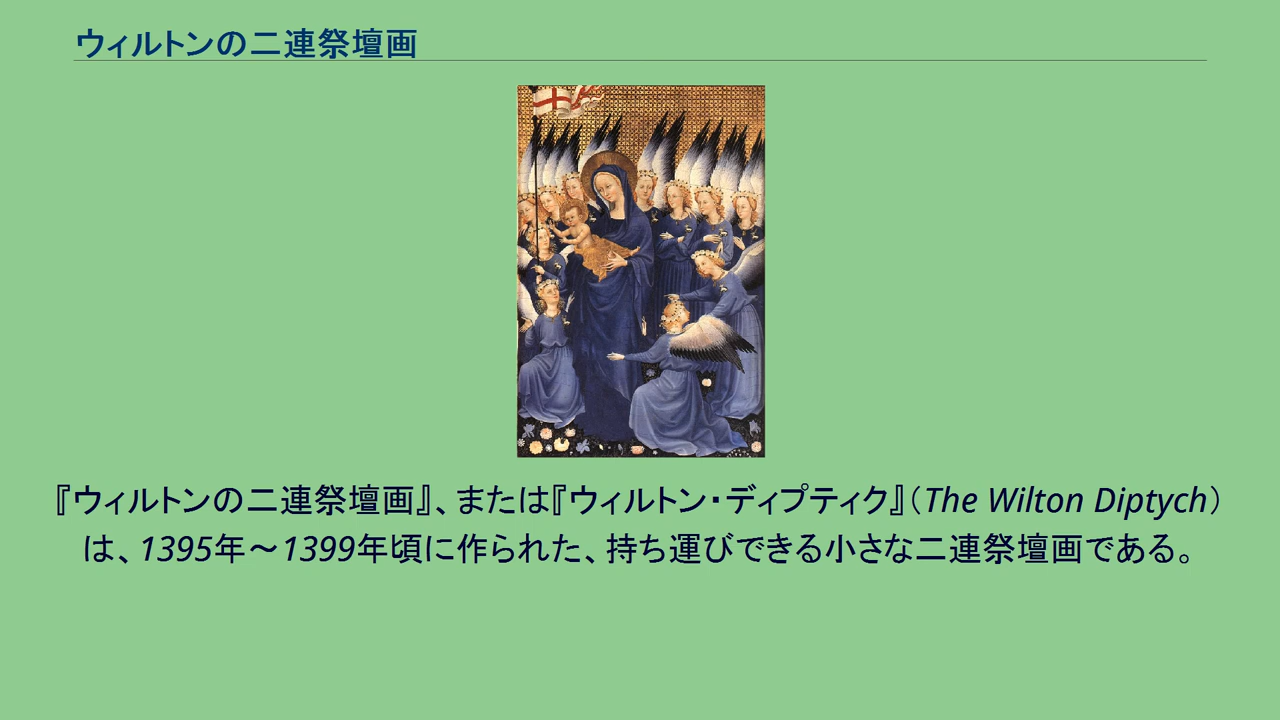 ウィルトンの二連祭壇画
『ウィルトンの二連祭壇画』、または『ウィルトン・ディプティク』（The Wilton Diptych）
は、1395年～1399年頃に作られた、持ち運びできる小さな二連祭壇画である。